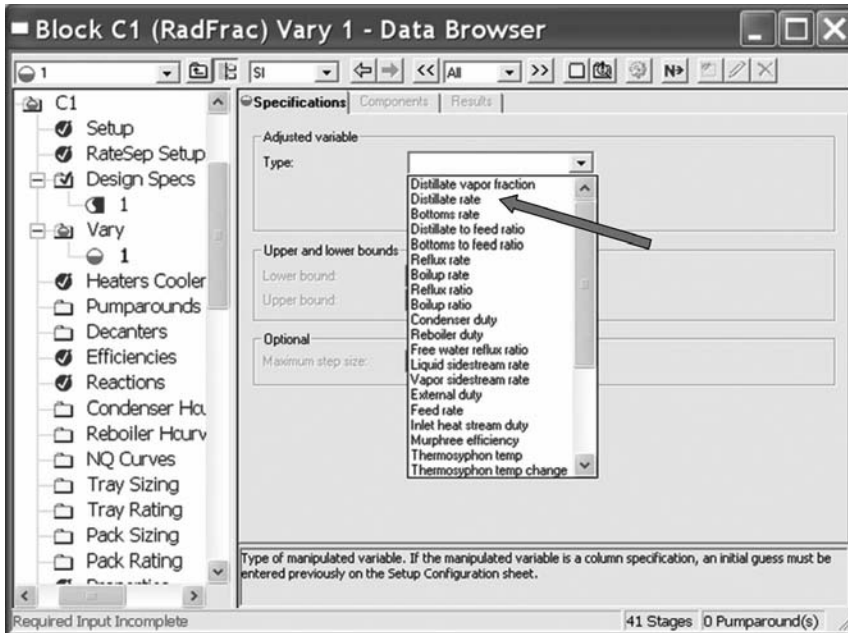 Block C1 (RadFrac) Vary 1 - Data Browser
1
SI
<<
All
>>
N
C1
Setup
RateSep Setup
Design Specs
1
Vary
1
Heaters Cooler
Pumparounds
Decanters
Efficiencies
Reactions
Condenser Hcu
Reboiler Hcurv
NQ Curves
Tray Sizing
Tray Rating
Pack Sizing
Pack Rating
Specifications Components Results
Adjusted variable
Type:
Distillate vapor fraction
Distillate rate
Bottoms rate
Distillate to feed ratio
Bottoms to feed ratio
Reflux rate
Boilup rate
Reflux ratio
Boilup ratio
Condenser duty
Reboiler duty
Free water reflux ratio
Liquid sidestream rate
Vapor sidestream rate
External duty
Feed rate
Inlet heat stream duty
Murphree efficiency
Thermosyphon temp
Thermosyphon temp change
Upper and lower bounds
Lower bound:
Upper bound:
Optional
Maximum step size:
Type of manipulated variable. If the manipulated variable is a column specification, an initial guess must be
entered previously on the Setup Configuration sheet.
Required Input Incomplete
41 Stages 0 Pumparound(s)